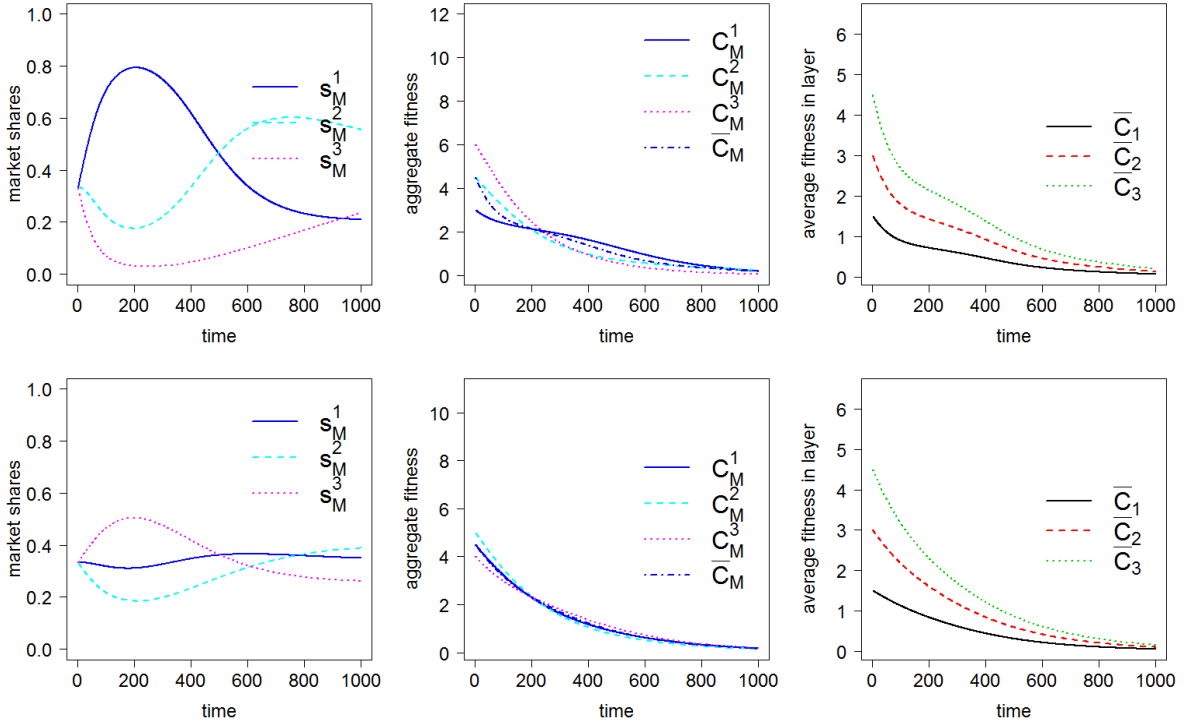 market shares
1.0
0.8
0.6
0.4
0.2
0.0
s_M^1
s_M^2
s_M^3
0 200 400 600 800 1000
time
aggregate fitness
12
10
8
6
4
2
0
C_M^1
C_M^2
C_M^3
C̅_M
0 200 400 600 800 1000
time
average fitness in layer
6
5
4
3
2
1
0
C̅_1
C̅_2
C̅_3
0 200 400 600 800 1000
time
market shares
1.0
0.8
0.6
0.4
0.2
0.0
s_M^1
s_M^2
s_M^3
0 200 400 600 800 1000
time
aggregate fitness
10
8
6
4
2
0
C_M^1
C_M^2
C_M^3
C̅_M
0 200 400 600 800 1000
time
average fitness in layer
6
5
4
3
2
1
0
C̅_1
C̅_2
C̅_3
0 200 400 600 800 1000
time